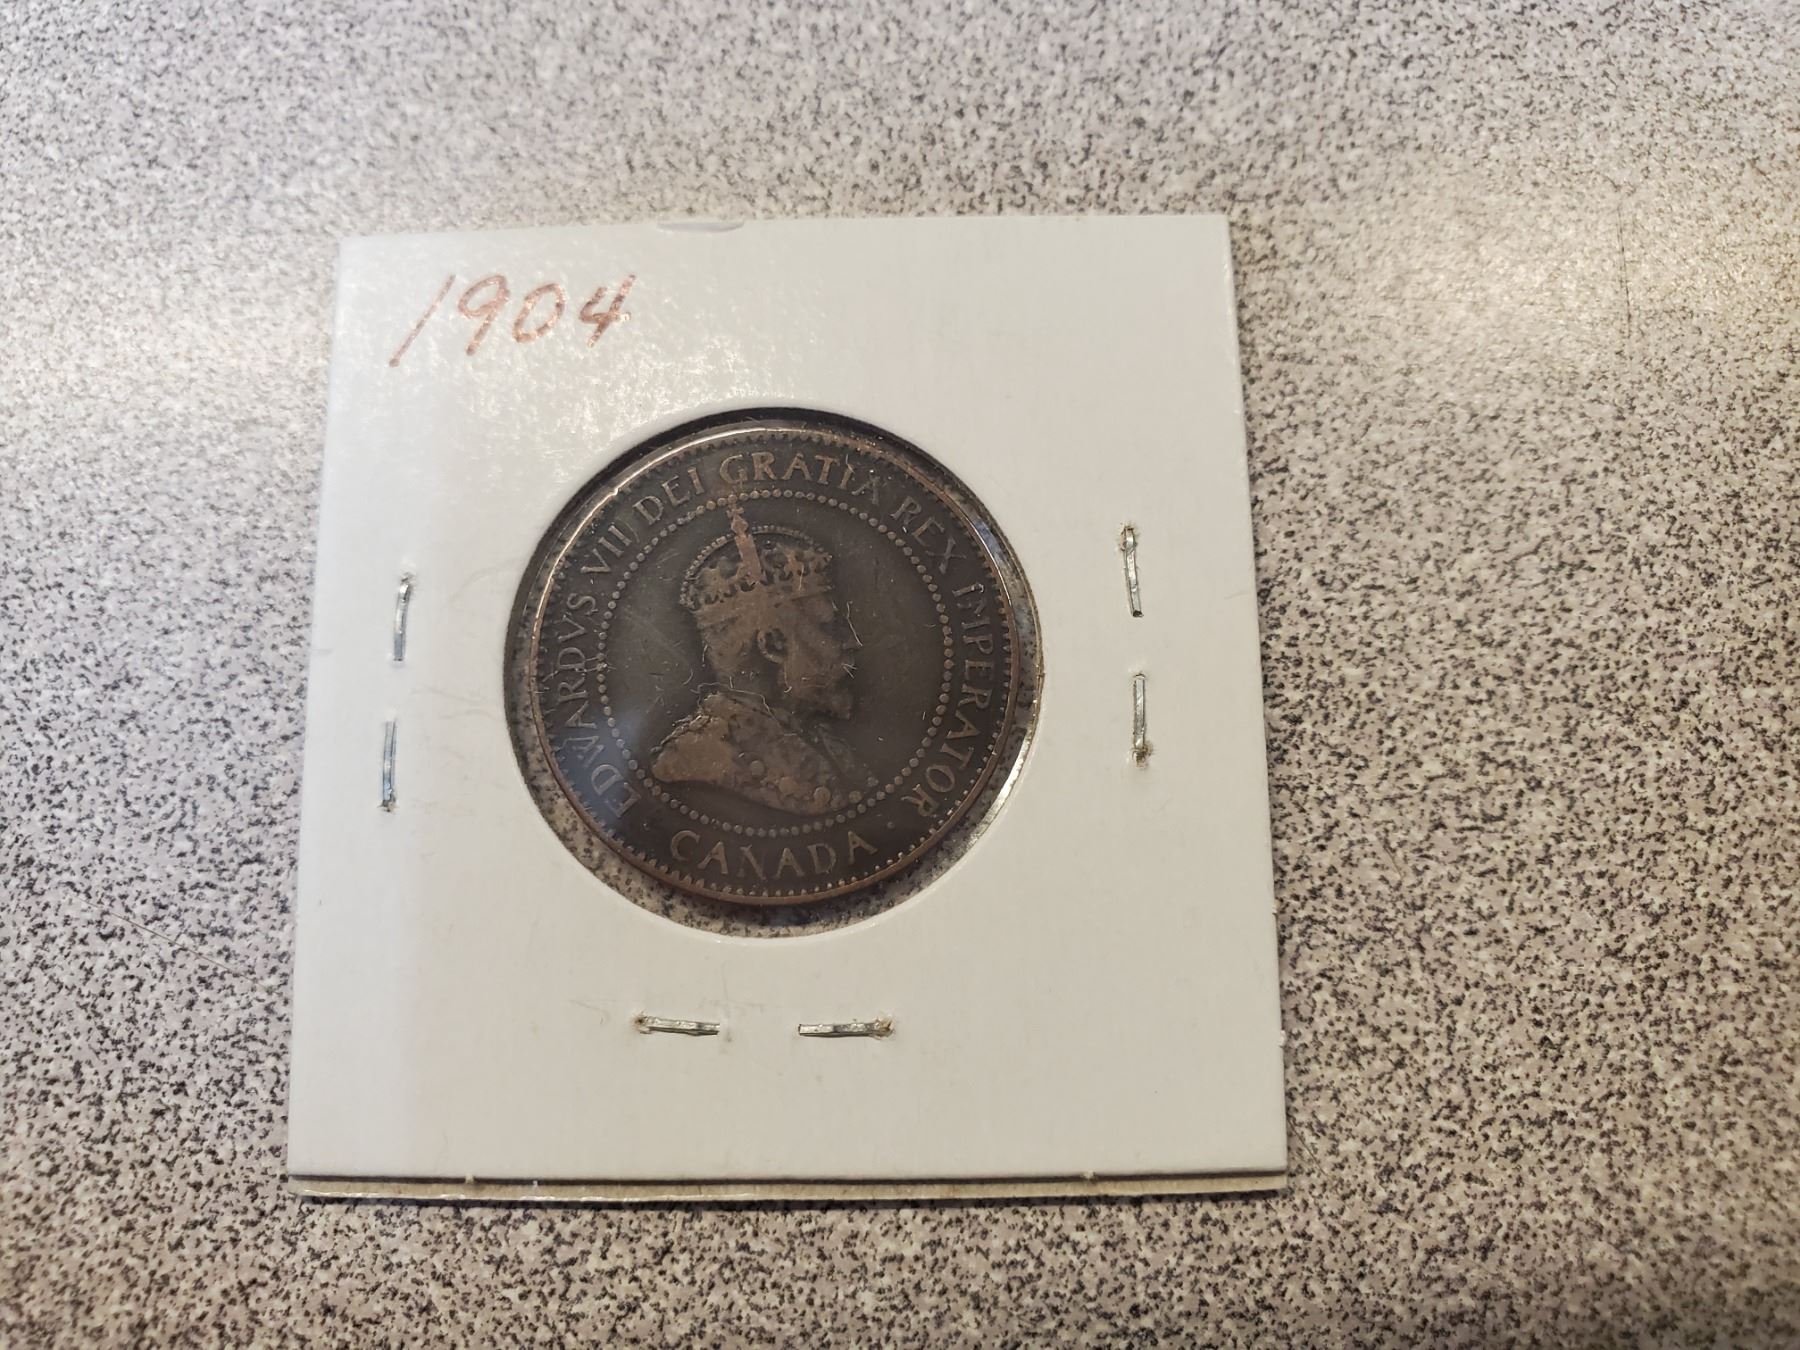 1904
EDWARDVS VII DEI GRATIA REX IMPERATOR
· CANADA ·